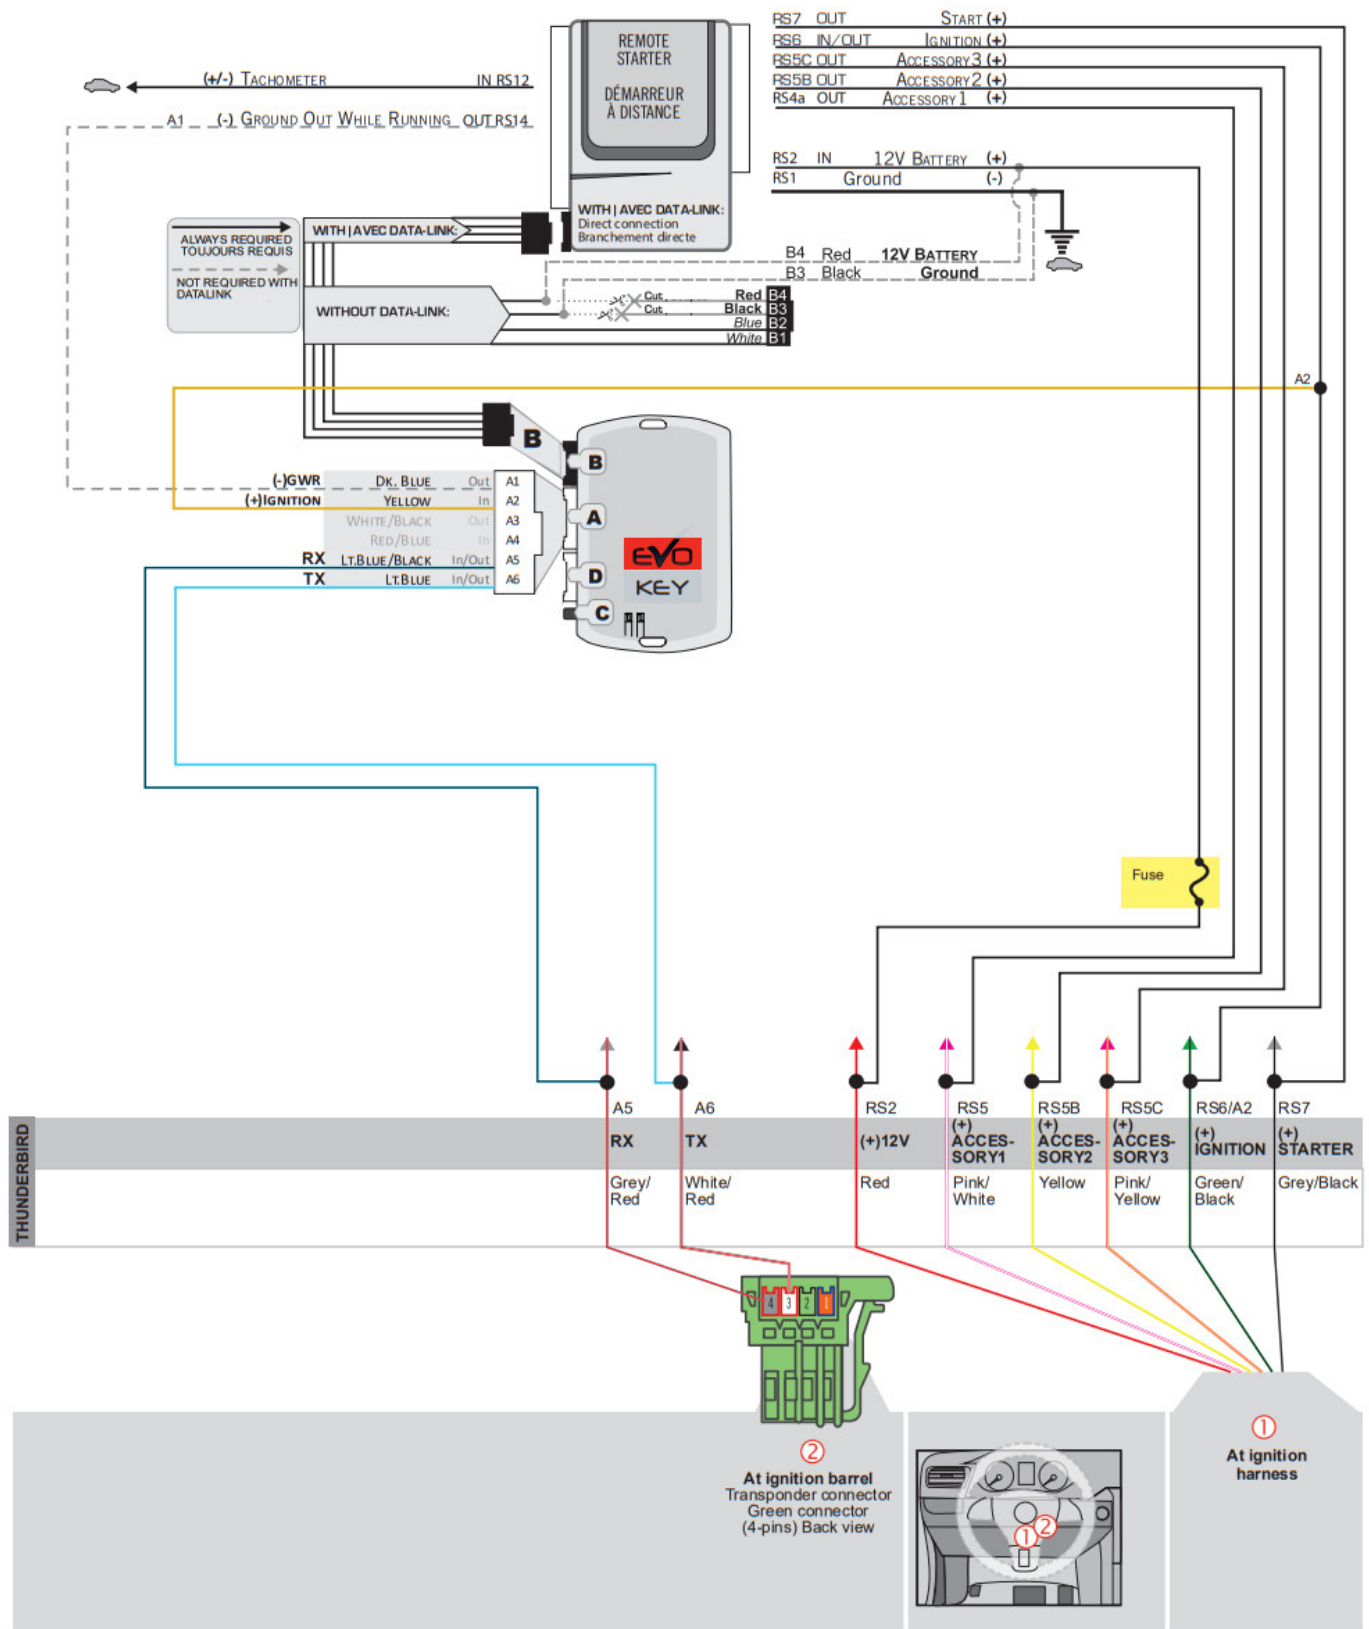 RS7 OUT START (+)
RS6 IN/OUT IGNITION (+)
RS5C OUT ACCESSORY 3 (+)
RS5B OUT ACCESSORY 2 (+)
RS4a OUT ACCESSORY 1 (+)
REMOTE
STARTER
DÉMARREUR
À DISTANCE
(+/-) TACHOMETER IN RS12
A1 (-) GROUND OUT WHILE RUNNING OUT RS14
RS2 IN 12V BATTERY (+)
RS1 Ground (-)
WITH | AVEC DATA-LINK:
Direct connection
Branchement directe
ALWAYS REQUIRED
TOUJOURS REQUIS
NOT REQUIRED WITH
DATALINK
WITH | AVEC DATA-LINK:
B4 Red 12V BATTERY
B3 Black Ground
WITHOUT DATA-LINK:
Cut Red B4
Cut Black B3
Blue B2
White B1
A2
B
B
A
D
C
EVO
KEY
(-)GWR DK. BLUE Out A1
(+)IGNITION YELLOW In A2
WHITE/BLACK Out A3
RED/BLUE In A4
RX LT.BLUE/BLACK In/Out A5
TX LT.BLUE In/Out A6
Fuse
THUNDERBIRD
A5 A6 RS2 RS5 RS5B RS5C RS6/A2 RS7
RX
TX
(+)12V
(+)
ACCES-
SORY1
(+)
ACCES-
SORY2
(+)
ACCES-
SORY3
(+)
IGNITION
(+)
STARTER
Grey/
Red
White/
Red
Red
Pink/
White
Yellow
Pink/
Yellow
Green/
Black
Grey/Black
4 3 2 1
②
At ignition barrel
Transponder connector
Green connector
(4-pins) Back view
① ②
①
At ignition
harness